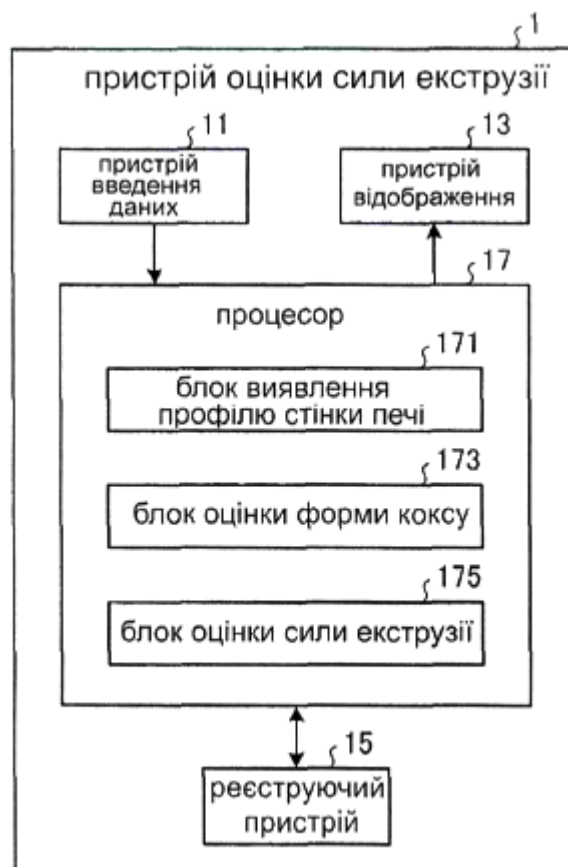 1
пристрій оцінки сили екструзії
11
13
пристрій
введення
даних
пристрій
відображення
17
процесор
171
блок виявлення
профілю стінки печі
173
блок оцінки форми коксу
175
блок оцінки сили екструзії
15
реєструючий
пристрій